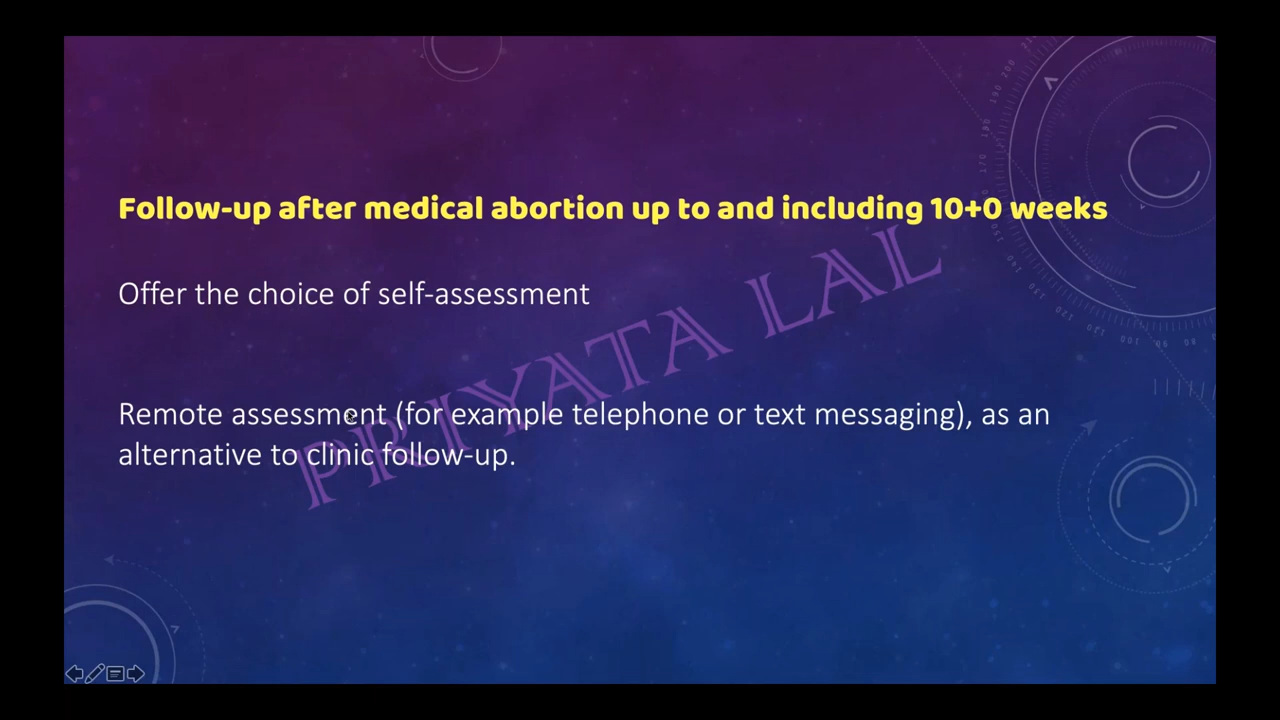 Follow-up after medical abortion up to and including 10+0 weeks
Offer the choice of self-assessment
PRIYATA LAL
Remote assessment (for example telephone or text messaging), as an
alternative to clinic follow-up.